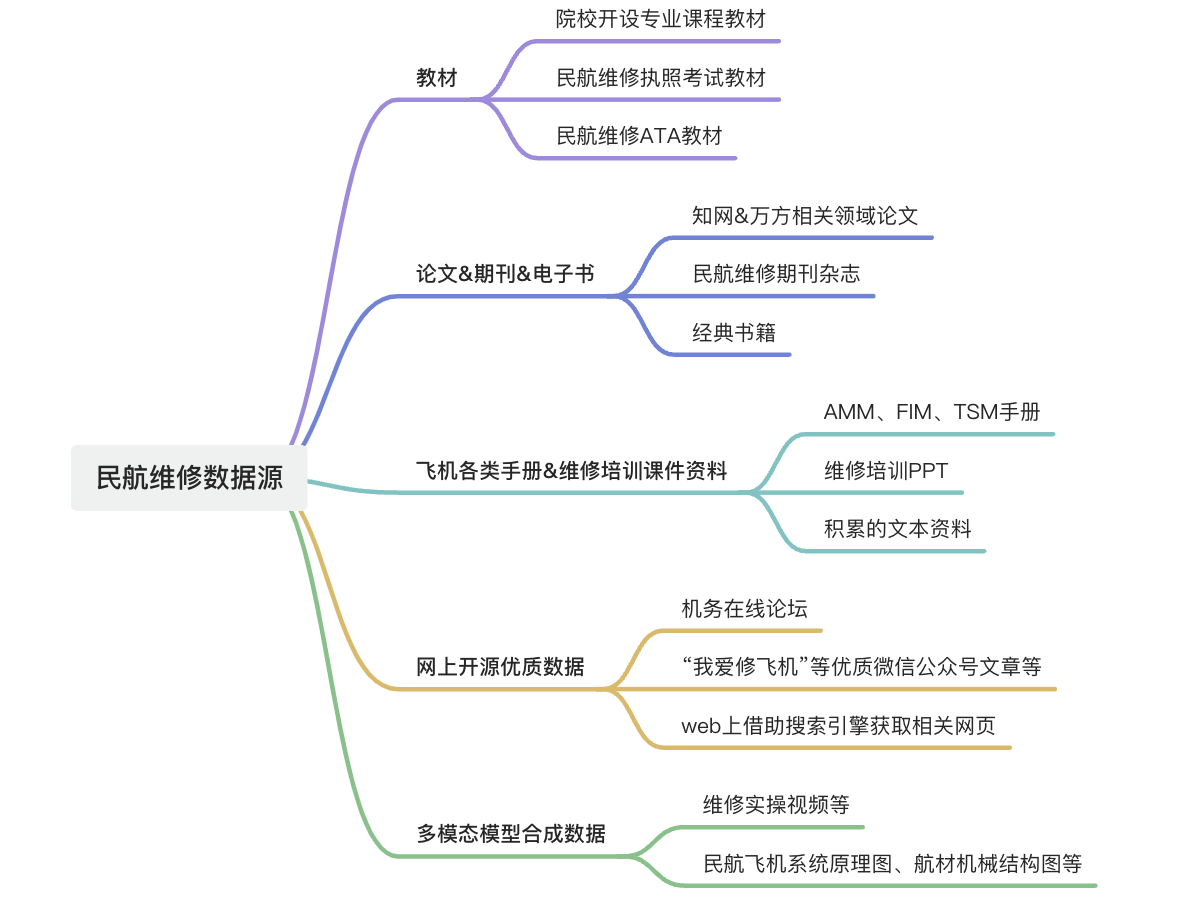 院校开设专业课程教材
教材
民航维修执照考试教材
民航维修ATA教材
知网&万方相关领域论文
论文&期刊&电子书
民航维修期刊杂志
经典书籍
AMM、FIM、TSM手册
民航维修数据源
飞机各类手册&维修培训课件资料
维修培训PPT
积累的文本资料
机务在线论坛
网上开源优质数据
“我爱修飞机”等优质微信公众号文章等
web上借助搜索引擎获取相关网页
维修实操视频等
多模态模型合成数据
民航飞机系统原理图、航材机械结构图等